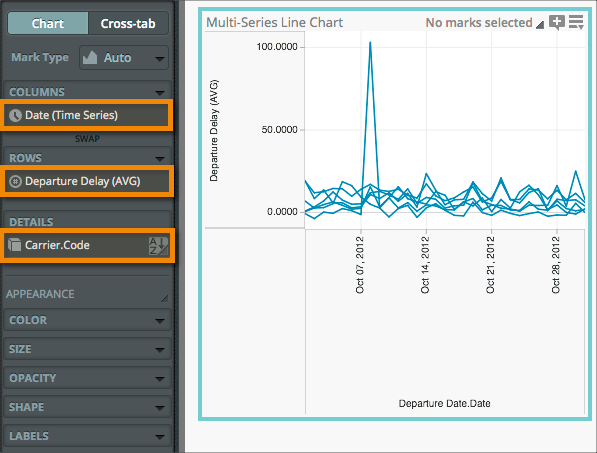 Chart Cross-tab
Mark Type Auto
COLUMNS
Date (Time Series)
SWAP
ROWS
Departure Delay (AVG)
DETAILS
Carrier.Code
A
Z
APPEARANCE
COLOR
SIZE
OPACITY
SHAPE
LABELS
Multi-Series Line Chart No marks selected
Departure Delay (AVG)
100.0000
50.0000
0.0000
Oct 07, 2012
Oct 14, 2012
Oct 21, 2012
Oct 28, 2012
Departure Date.Date